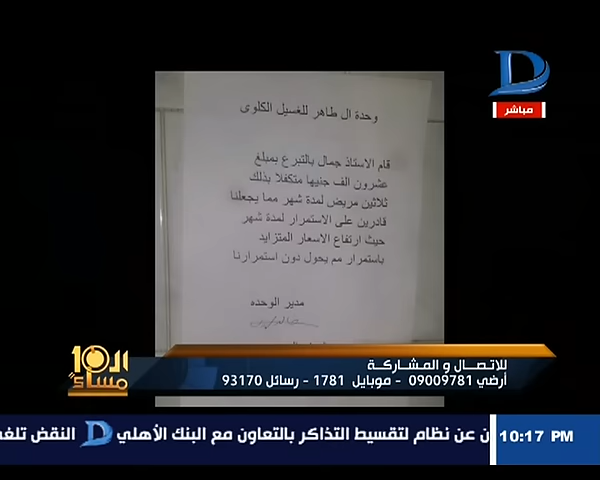 مباشر
وحدة ال طاهر للغسيل الكلوى
قام الاستاذ جمال بالتبرع بمبلغ
عشرون الف جنيها متكفلا بذلك
ثلاثين مريض لمدة شهر مما يجعلنا
قادرين على الاستمرار لمدة شهر
حيث ارتفاع الاسعار المتزايد
باستمرار مم يحول دون استمرارنا
مدير الوحده
للاتصال و المشاركة
أرضي 09009781 - موبايل 1781 - رسائل 93170
الـ10 مساءً
ن عن نظام لتقسيط التذاكر بالتعاون مع البنك الأهلي
النقض تلغ
10:17 PM